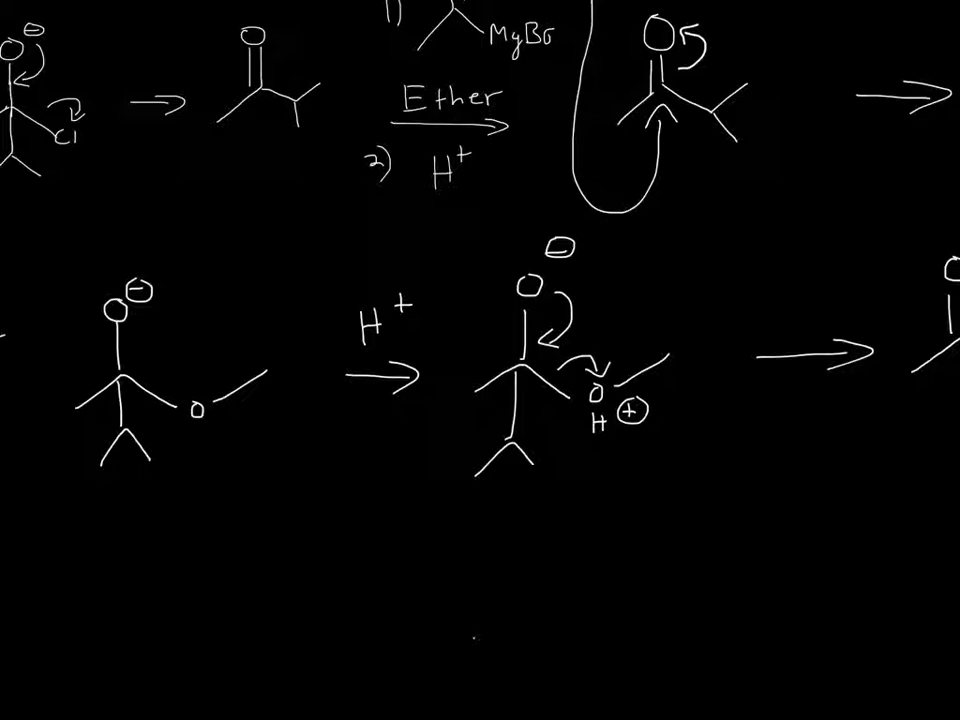 O ⊖
Cl
O
1)
MgBr
Ether
2) H+
O
O ⊖
O
H+
⊖
O
O
H ⊕
O